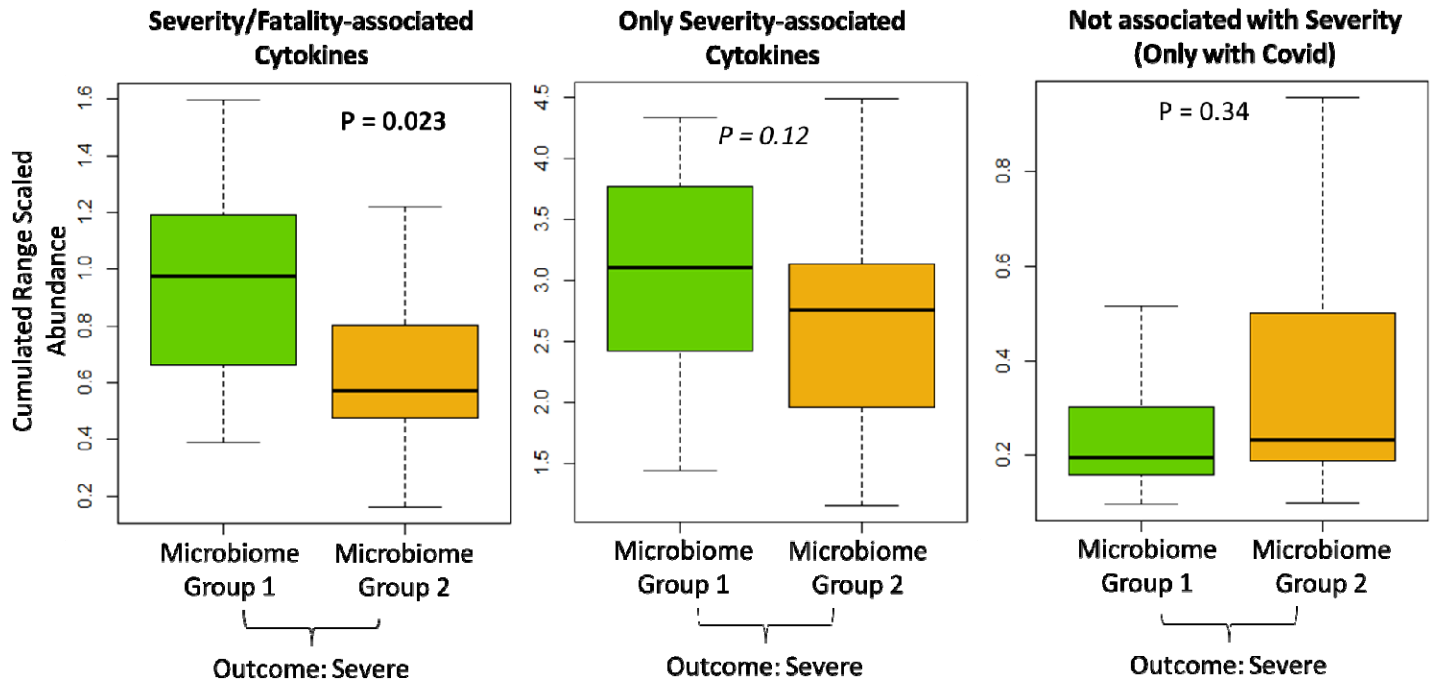 Severity/Fatality-associated
Cytokines
Only Severity-associated
Cytokines
Not associated with Severity
(Only with Covid)
Cumulated Range Scaled
Abundance
1.6
1.4
1.2
1.0
0.8
0.6
0.4
0.2
P = 0.023
Microbiome
Group 1
Microbiome
Group 2
Outcome: Severe
4.5
4.0
3.5
3.0
2.5
2.0
1.5
P = 0.12
Microbiome
Group 1
Microbiome
Group 2
Outcome: Severe
0.8
0.6
0.4
0.2
P = 0.34
Microbiome
Group 1
Microbiome
Group 2
Outcome: Severe